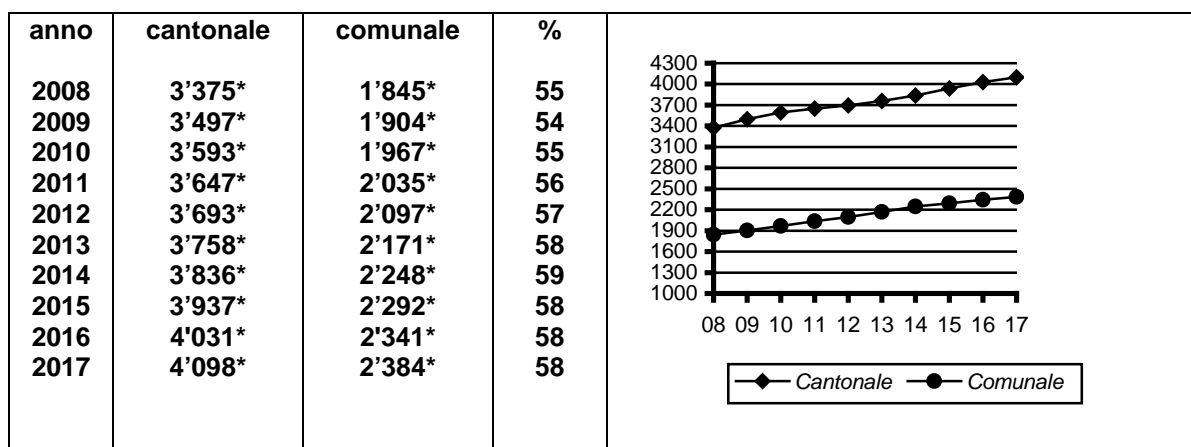 anno cantonale comunale %
2008 3’375* 1’845* 55
2009 3’497* 1’904* 54
2010 3’593* 1’967* 55
2011 3’647* 2’035* 56
2012 3’693* 2’097* 57
2013 3’758* 2’171* 58
2014 3’836* 2’248* 59
2015 3’937* 2’292* 58
2016 4'031* 2'341* 58
2017 4’098* 2’384* 58
4300
4000
3700
3400
3100
2800
2500
2200
1900
1600
1300
1000
08 09 10 11 12 13 14 15 16 17
Cantonale Comunale